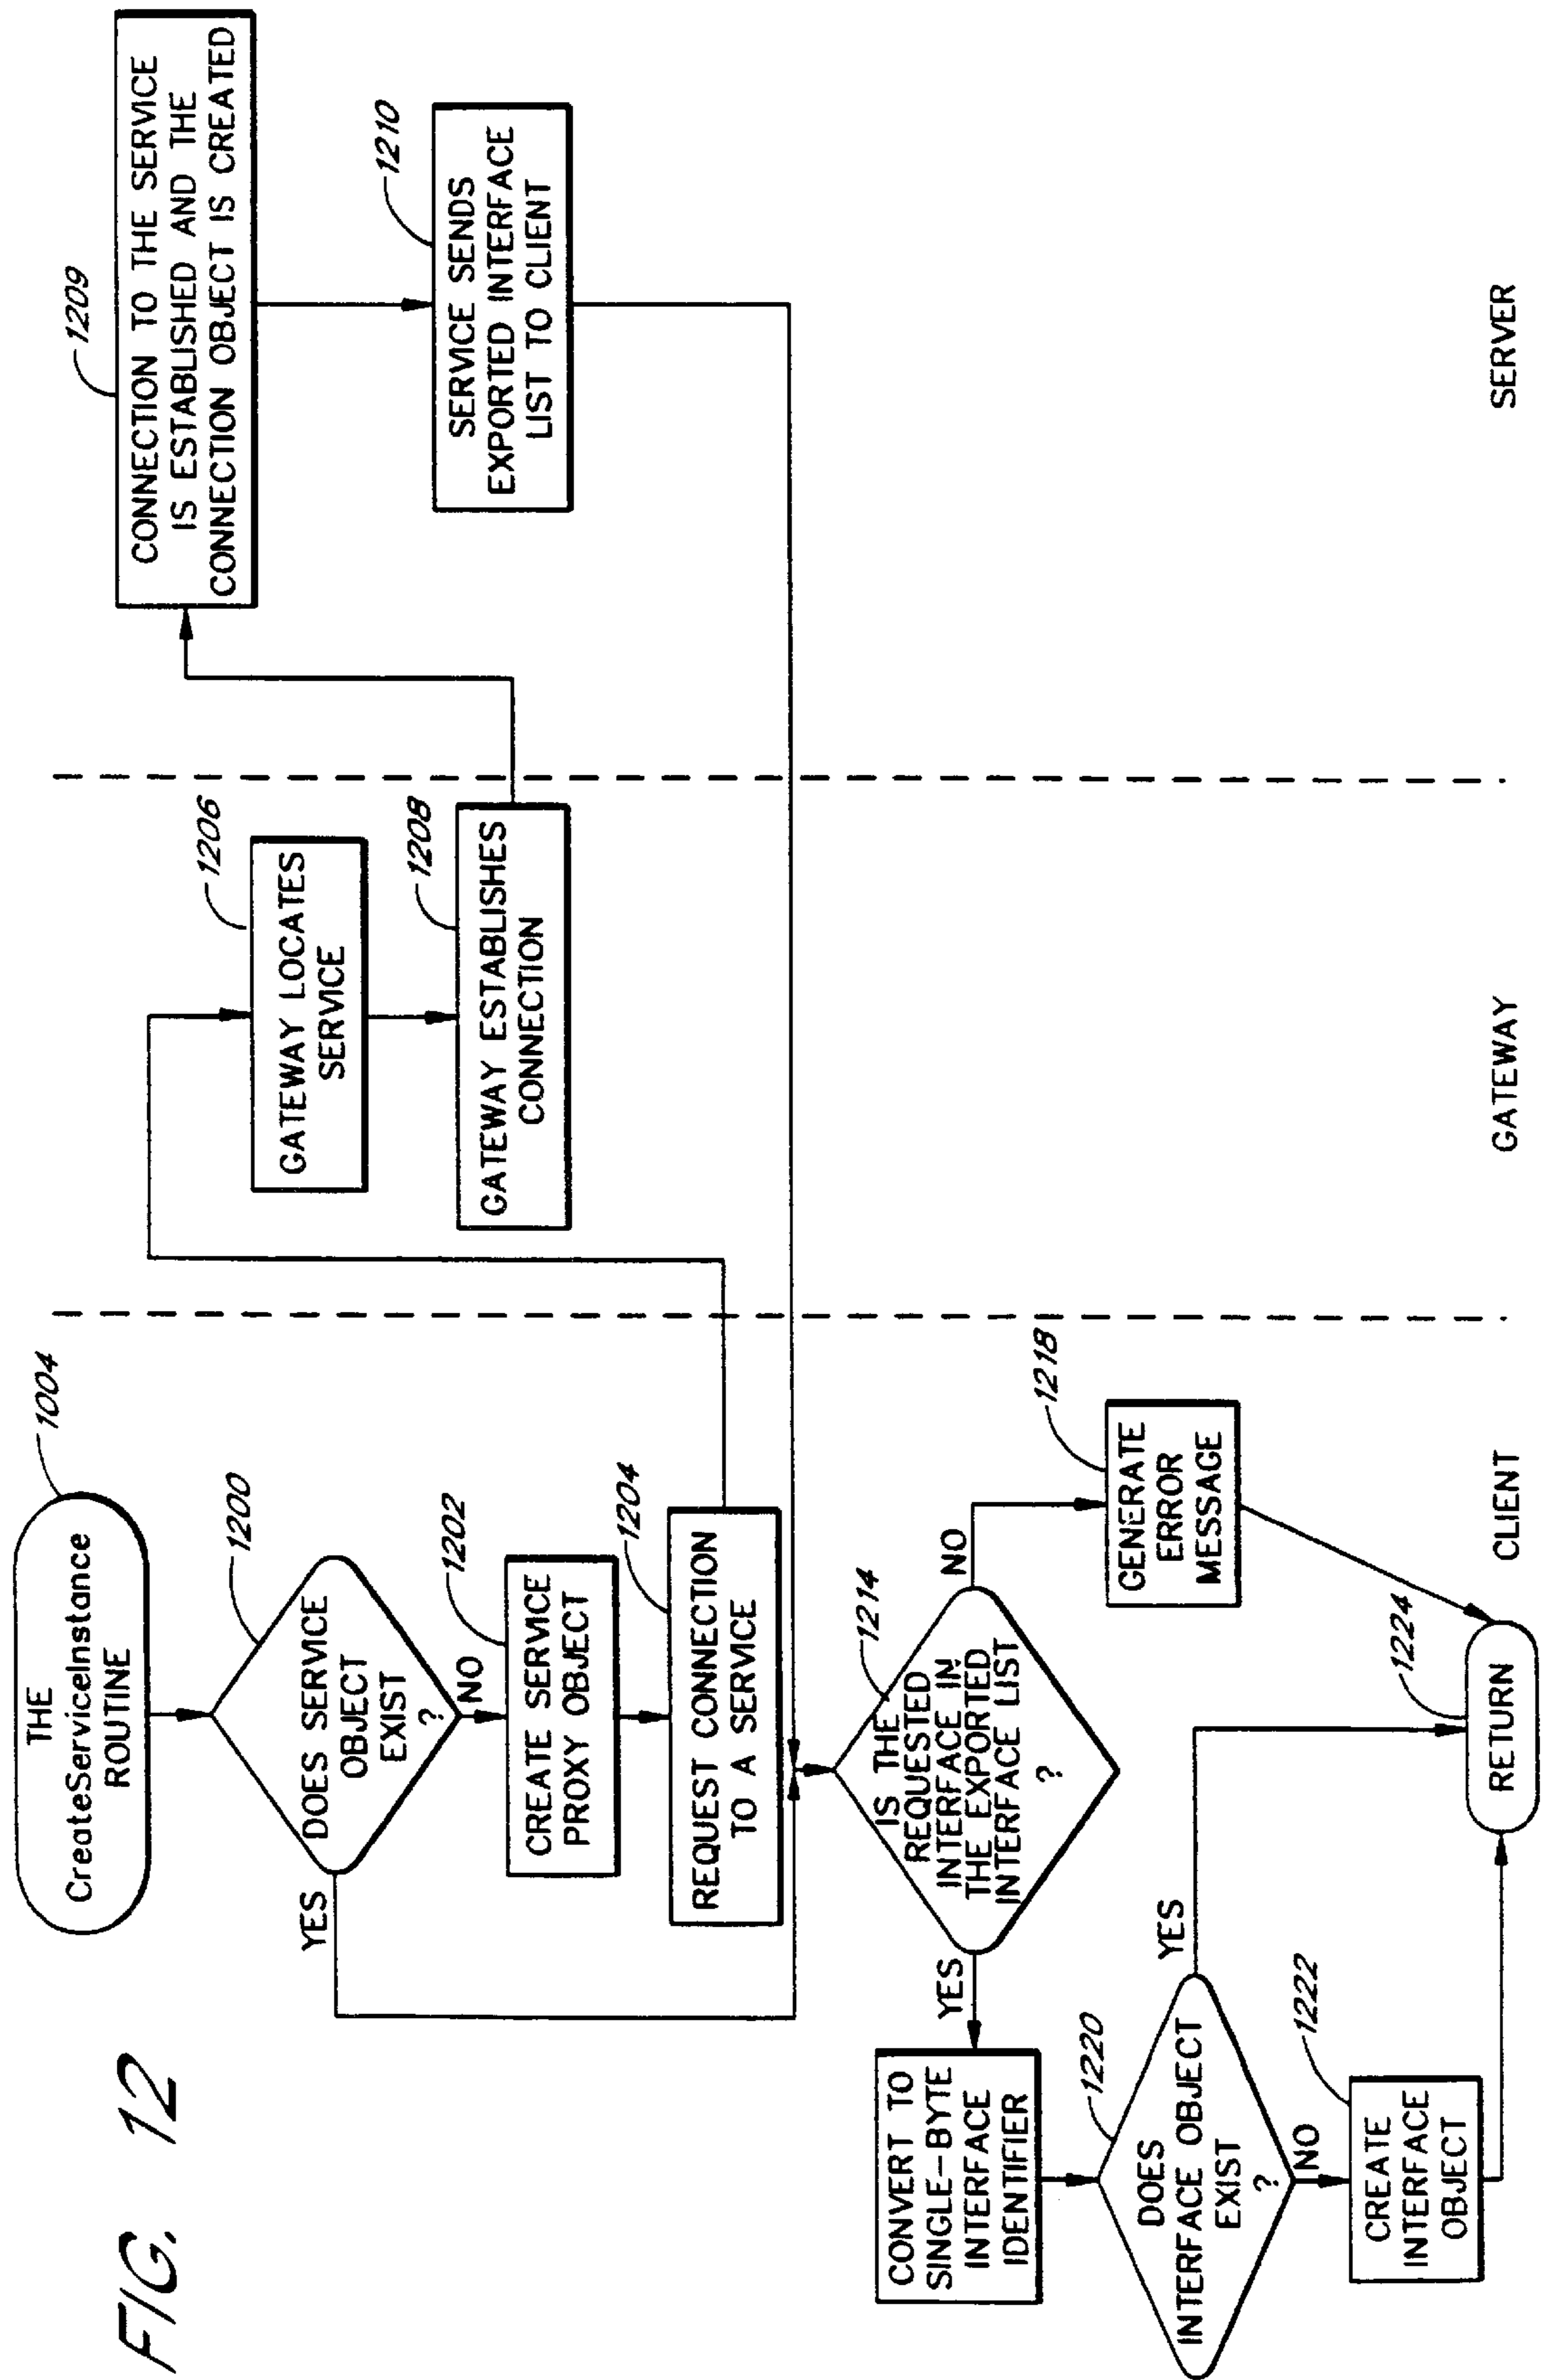 FIG. 12
THE
CreateServiceInstance
ROUTINE
1004
DOES SERVICE
OBJECT
EXIST
?
1200
YES
NO
CREATE SERVICE
PROXY OBJECT
1202
REQUEST CONNECTION
TO A SERVICE
1204
GATEWAY LOCATES
SERVICE
1206
GATEWAY ESTABLISHES
CONNECTION
1208
CONNECTION TO THE SERVICE
IS ESTABLISHED AND THE
CONNECTION OBJECT IS CREATED
1209
SERVICE SENDS
EXPORTED INTERFACE
LIST TO CLIENT
1210
IS THE
REQUESTED
INTERFACE IN
THE EXPORTED
INTERFACE LIST
?
1214
YES
NO
GENERATE
ERROR
MESSAGE
1218
CONVERT TO
SINGLE-BYTE
INTERFACE
IDENTIFIER
DOES
INTERFACE OBJECT
EXIST
?
1220
YES
NO
CREATE
INTERFACE
OBJECT
1222
RETURN
1224
CLIENT
GATEWAY
SERVER